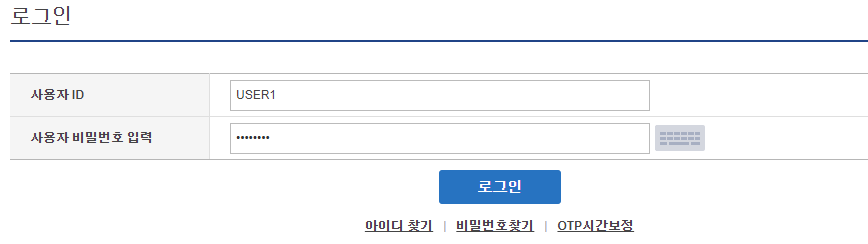 로그인
사용자 ID USER1
사용자 비밀번호 입력 ••••••••
로그인
아이디 찾기 | 비밀번호찾기 | OTP시간보정